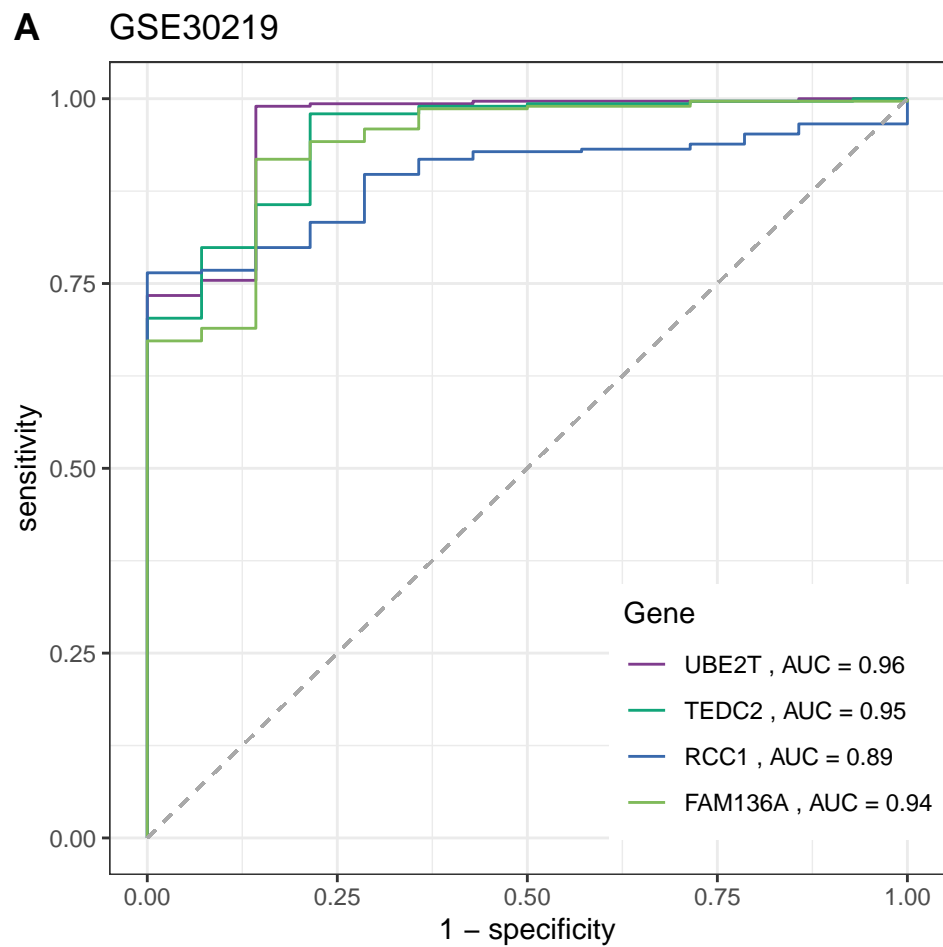 A GSE30219
1.00
0.75
0.50
0.25
0.00
sensitivity
Gene
UBE2T , AUC = 0.96
TEDC2 , AUC = 0.95
RCC1 , AUC = 0.89
FAM136A , AUC = 0.94
0.00 0.25 0.50 0.75 1.00
1 − specificity